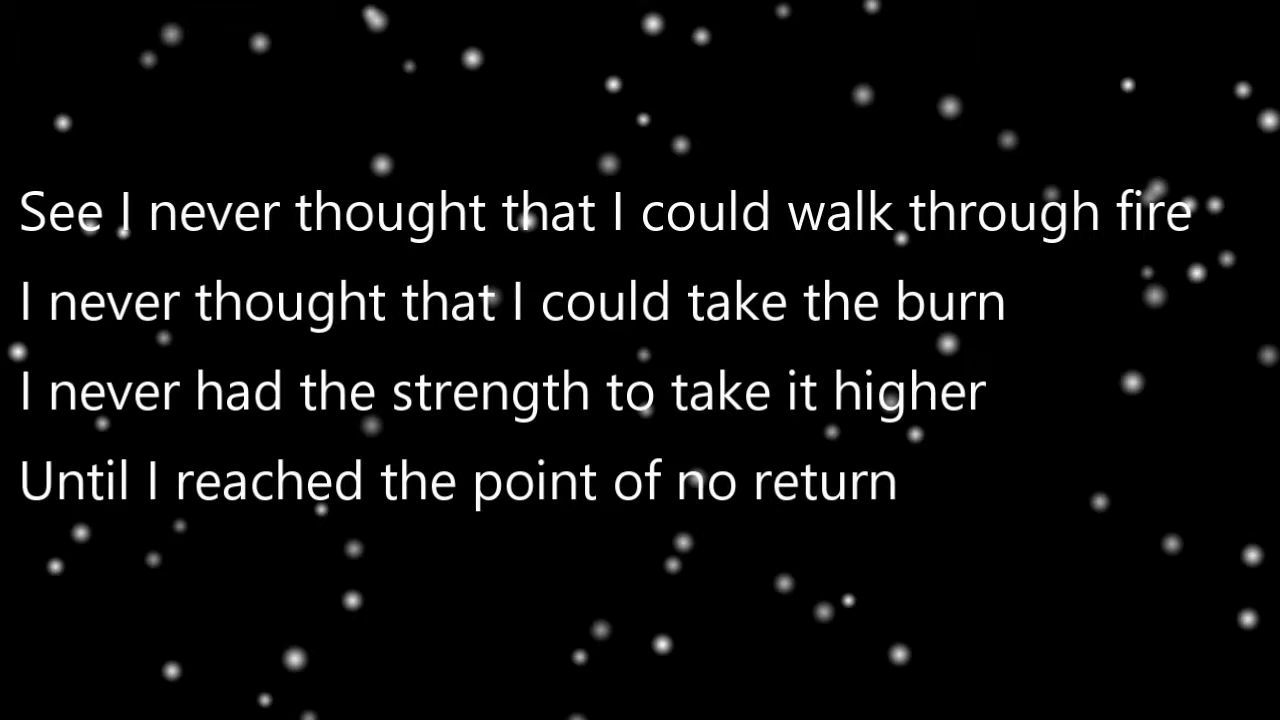 See I never thought that I could walk through fire
I never thought that I could take the burn
I never had the strength to take it higher
Until I reached the point of no return